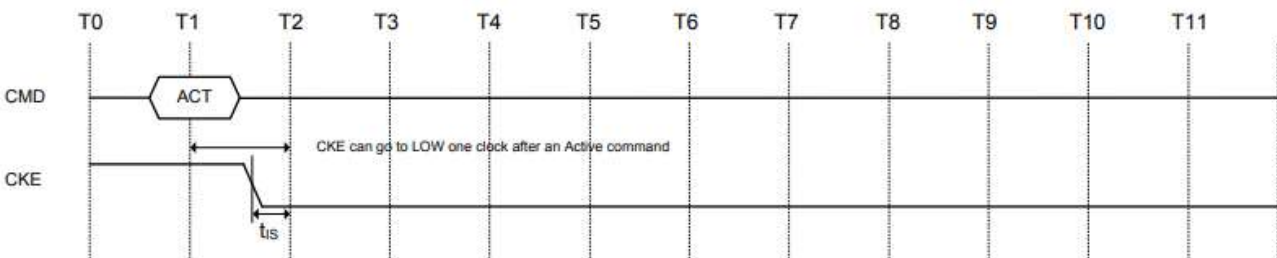 T0 T1 T2 T3 T4 T5 T6 T7 T8 T9 T10 T11
CMD ACT
CKE can go to LOW one clock after an Active command
CKE
tIS